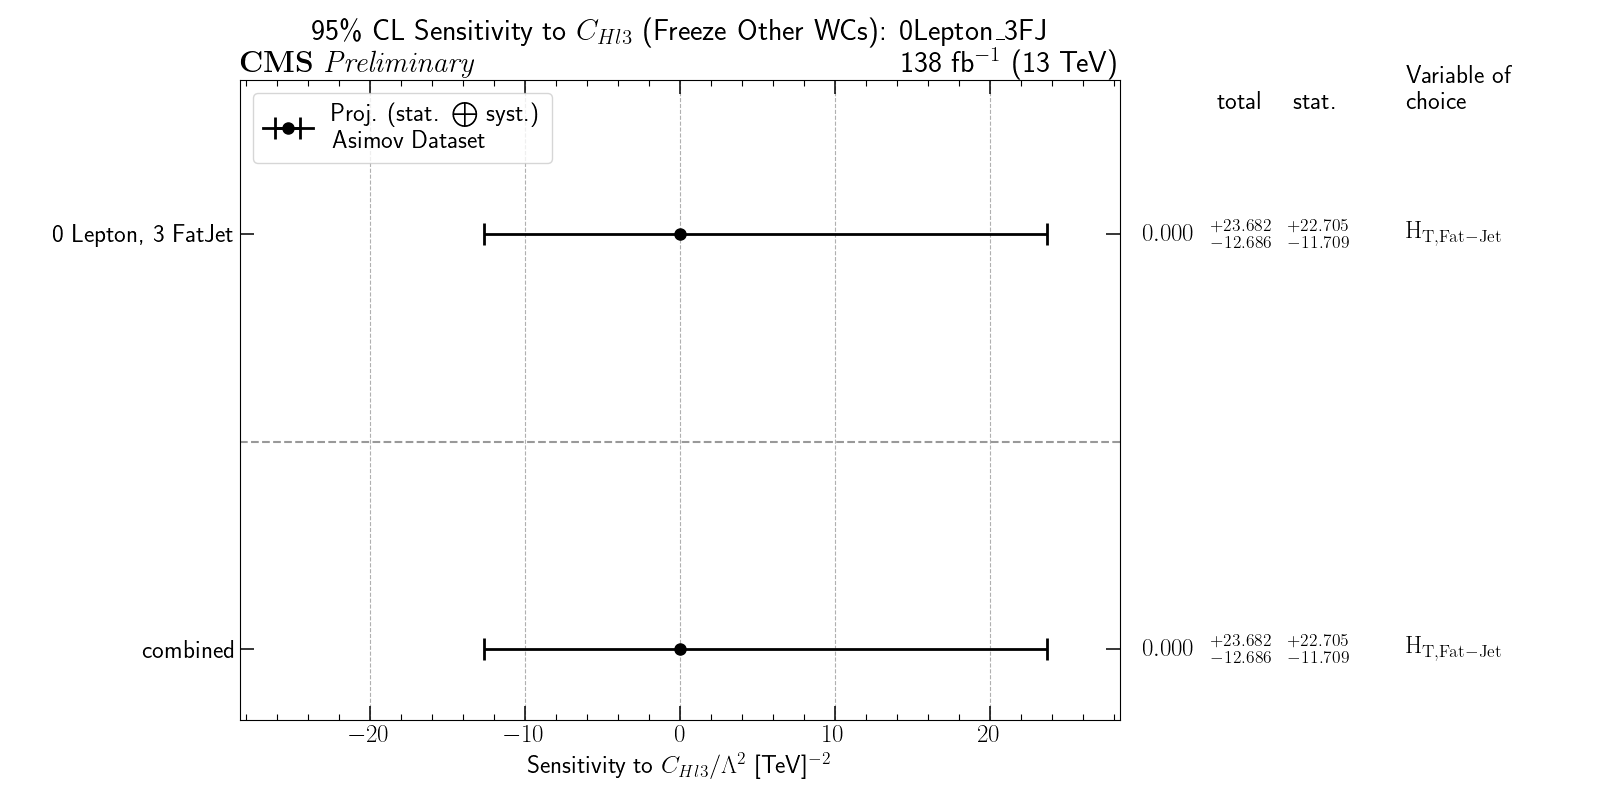 95% CL Sensitivity to C_{Hl3} (Freeze Other WCs): 0Lepton_3FJ
CMS Preliminary 138 fb^{-1} (13 TeV)
Variable of
total stat. choice
Proj. (stat. ⨁ syst.)
Asimov Dataset
0 Lepton, 3 FatJet 0.000 +23.682 −12.686 +22.705 −11.709 H_{T,Fat−Jet}
combined 0.000 +23.682 −12.686 +22.705 −11.709 H_{T,Fat−Jet}
−20 −10 0 10 20
Sensitivity to C_{Hl3}/Λ^2 [TeV]^{−2}